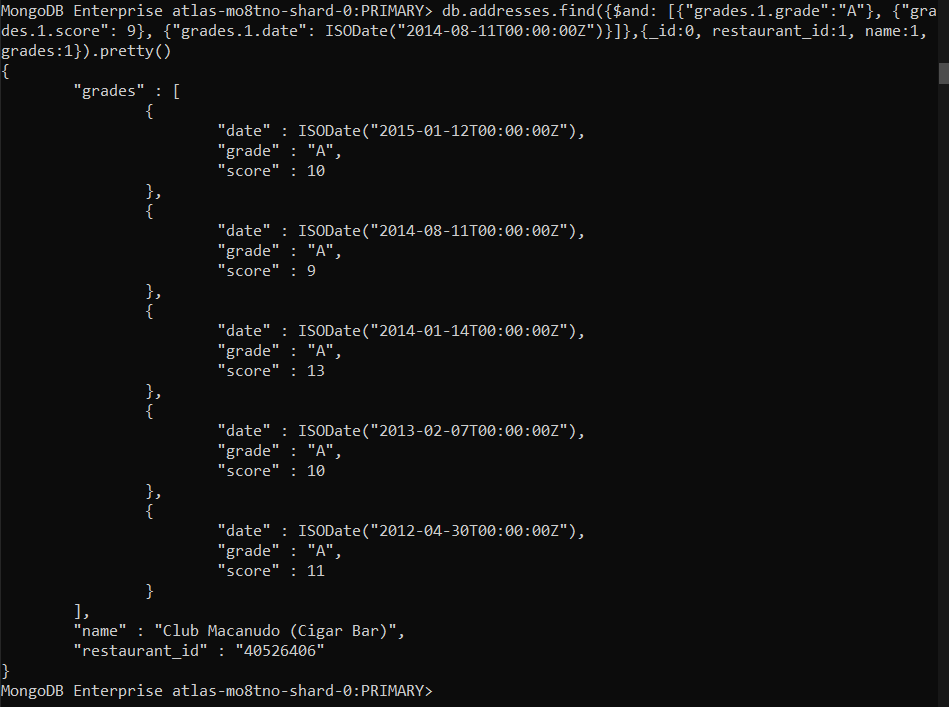 MongoDB Enterprise atlas-mo8tno-shard-0:PRIMARY> db.addresses.find({$and: [{"grades.1.grade":"A"}, {"gra
des.1.score": 9}, {"grades.1.date": ISODate("2014-08-11T00:00:00Z")}]},{_id:0, restaurant_id:1, name:1,
grades:1}).pretty()
{
"grades" : [
{
"date" : ISODate("2015-01-12T00:00:00Z"),
"grade" : "A",
"score" : 10
},
{
"date" : ISODate("2014-08-11T00:00:00Z"),
"grade" : "A",
"score" : 9
},
{
"date" : ISODate("2014-01-14T00:00:00Z"),
"grade" : "A",
"score" : 13
},
{
"date" : ISODate("2013-02-07T00:00:00Z"),
"grade" : "A",
"score" : 10
},
{
"date" : ISODate("2012-04-30T00:00:00Z"),
"grade" : "A",
"score" : 11
}
],
"name" : "Club Macanudo (Cigar Bar)",
"restaurant_id" : "40526406"
}
MongoDB Enterprise atlas-mo8tno-shard-0:PRIMARY>